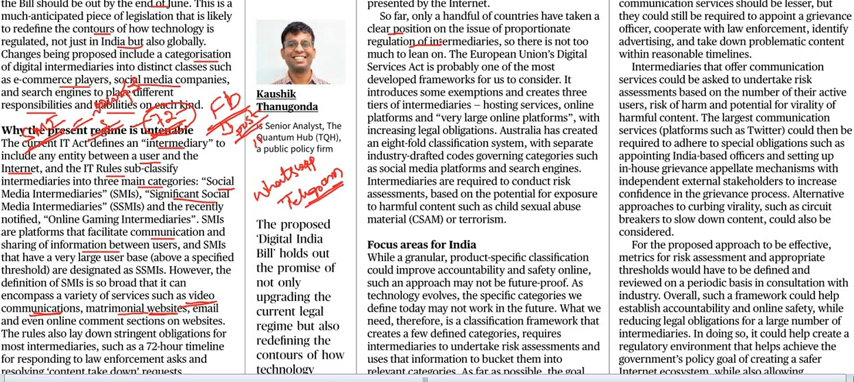 the Bill should be out by the end of June. This is a
much-anticipated piece of legislation that is likely
to redefine the contours of how technology is
regulated, not just in India but also globally.
Changes being proposed include a categorisation
of digital intermediaries into distinct classes such
as e-commerce players, social media companies,
and search engines to place different
responsibilities and liabilities on each kind.
Why the present regime is untenable
The current IT Act defines an "intermediary" to
include any entity between a user and the
Internet, and the IT Rules sub-classify
intermediaries into three main categories: "Social
Media Intermediaries" (SMIs), "Significant Social
Media Intermediaries" (SSMIs) and the recently
notified, "Online Gaming Intermediaries". SMIs
are platforms that facilitate communication and
sharing of information between users, and SMIs
that have a very large user base (above a specified
threshold) are designated as SSMIs. However, the
definition of SMIs is so broad that it can
encompass a variety of services such as video
communications, matrimonial websites, email
and even online comment sections on websites.
The rules also lay down stringent obligations for
most intermediaries, such as a 72-hour timeline
for responding to law enforcement asks and
resolving 'content take down' requests.
72
FB
Kaushik
Thanugonda
is Senior Analyst, The
Quantum Hub (TQH),
a public policy firm
Whatsapp
Telegram
The proposed
'Digital India
Bill' holds out
the promise of
not only
upgrading the
current legal
regime but also
redefining the
contours of how
technology
presented by the Internet.
So far, only a handful of countries have taken a
clear position on the issue of proportionate
regulation of intermediaries, so there is not too
much to lean on. The European Union's Digital
Services Act is probably one of the most
developed frameworks for us to consider. It
introduces some exemptions and creates three
tiers of intermediaries — hosting services, online
platforms and "very large online platforms", with
increasing legal obligations. Australia has created
an eight-fold classification system, with separate
industry-drafted codes governing categories such
as social media platforms and search engines.
Intermediaries are required to conduct risk
assessments, based on the potential for exposure
to harmful content such as child sexual abuse
material (CSAM) or terrorism.
Focus areas for India
While a granular, product-specific classification
could improve accountability and safety online,
such an approach may not be future-proof. As
technology evolves, the specific categories we
define today may not work in the future. What we
need, therefore, is a classification framework that
creates a few defined categories, requires
intermediaries to undertake risk assessments and
uses that information to bucket them into
relevant categories. As far as possible, the goal
communication services should be lesser, but
they could still be required to appoint a grievance
officer, cooperate with law enforcement, identify
advertising, and take down problematic content
within reasonable timelines.
Intermediaries that offer communication
services could be asked to undertake risk
assessments based on the number of their active
users, risk of harm and potential for virality of
harmful content. The largest communication
services (platforms such as Twitter) could then be
required to adhere to special obligations such as
appointing India-based officers and setting up
in-house grievance appellate mechanisms with
independent external stakeholders to increase
confidence in the grievance process. Alternative
approaches to curbing virality, such as circuit
breakers to slow down content, could also be
considered.
For the proposed approach to be effective,
metrics for risk assessment and appropriate
thresholds would have to be defined and
reviewed on a periodic basis in consultation with
industry. Overall, such a framework could help
establish accountability and online safety, while
reducing legal obligations for a large number of
intermediaries. In doing so, it could help create a
regulatory environment that helps achieve the
government's policy goal of creating a safer
Internet ecosystem, while also allowing